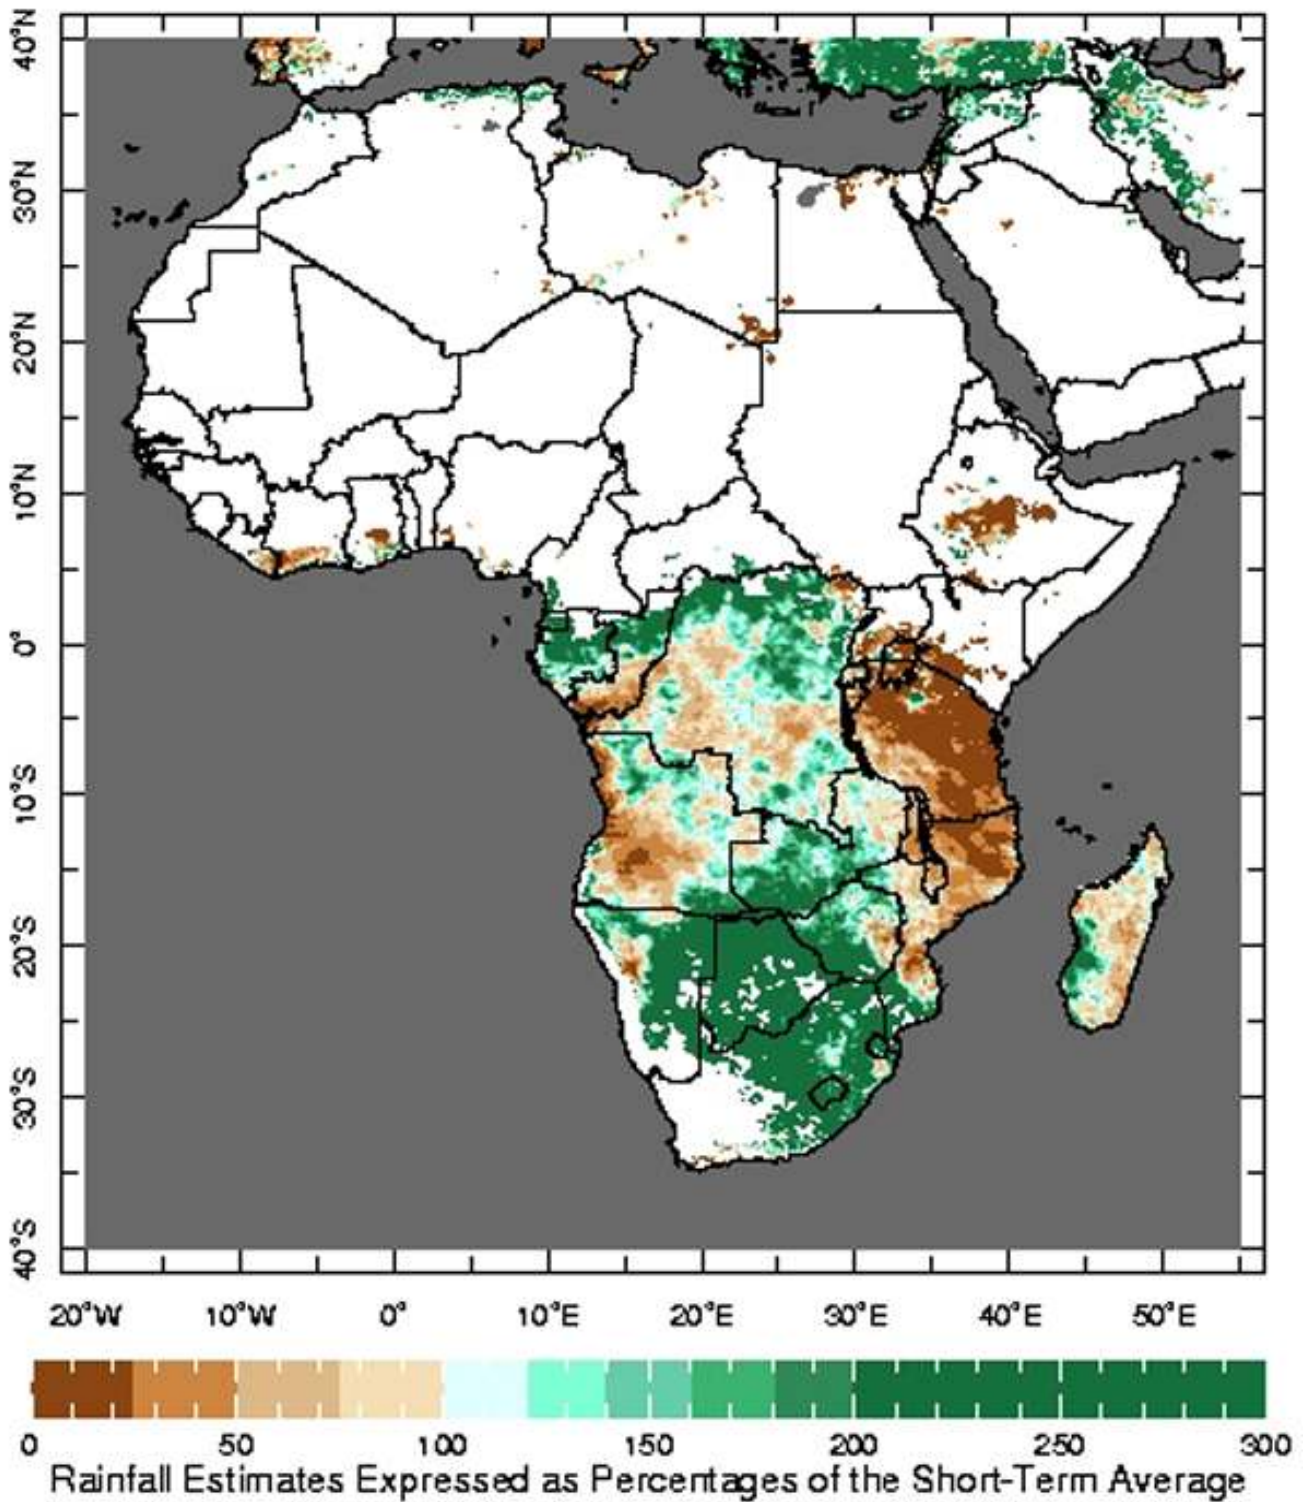 40°N
30°N
20°N
10°N
0°
10°S
20°S
30°S
40°S
20°W 10°W 0° 10°E 20°E 30°E 40°E 50°E
0 50 100 150 200 250 300
Rainfall Estimates Expressed as Percentages of the Short-Term Average